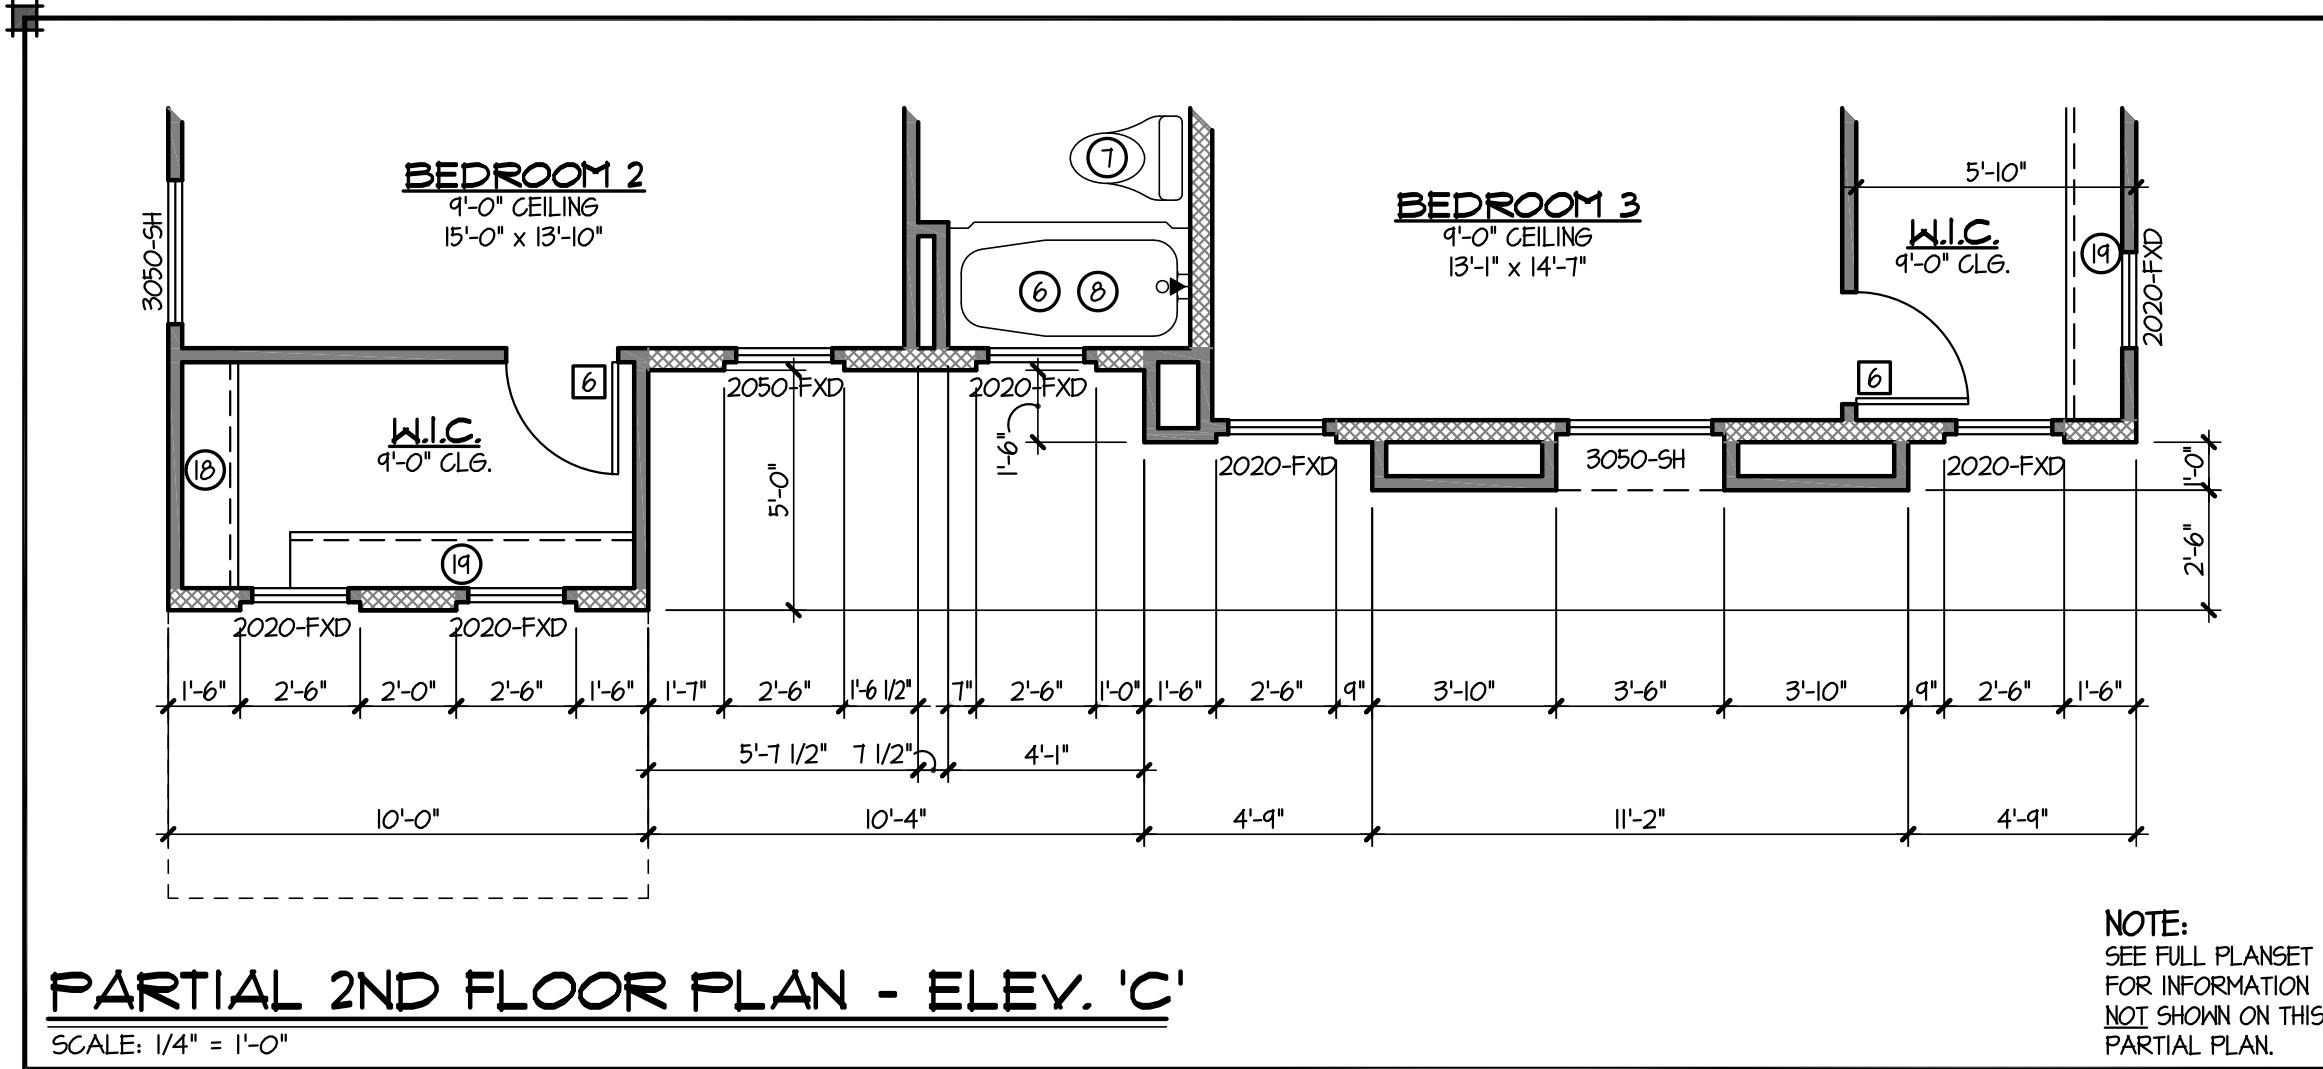 BEDROOM 2
9'-0" CEILING
15'-0" x 13'-10"
3050-SH
7
6 8
BEDROOM 3
9'-0" CEILING
13'-1" x 14'-7"
5'-10"
W.I.C.
9'-0" CLG.
19
2020-FXD
6
6
2050-FXD
2020-FXD
W.I.C.
9'-0" CLG.
18
19
5'-0"
1'-6"
2020-FXD
3050-SH
2020-FXD
1'-0"
2'-6"
2020-FXD 2020-FXD
1'-6" 2'-6" 2'-0" 2'-6" 1'-6" 1'-7" 2'-6" 1'-6 1/2" 7" 2'-6" 1'-0" 1'-6" 2'-6" 9" 3'-10" 3'-6" 3'-10" 9" 2'-6" 1'-6"
5'-7 1/2" 7 1/2" 4'-1"
10'-0" 10'-4" 4'-9" 11'-2" 4'-9"
PARTIAL 2ND FLOOR PLAN - ELEV. 'C'
SCALE: 1/4" = 1'-0"
NOTE:
SEE FULL PLANSET
FOR INFORMATION
NOT SHOWN ON THIS
PARTIAL PLAN.